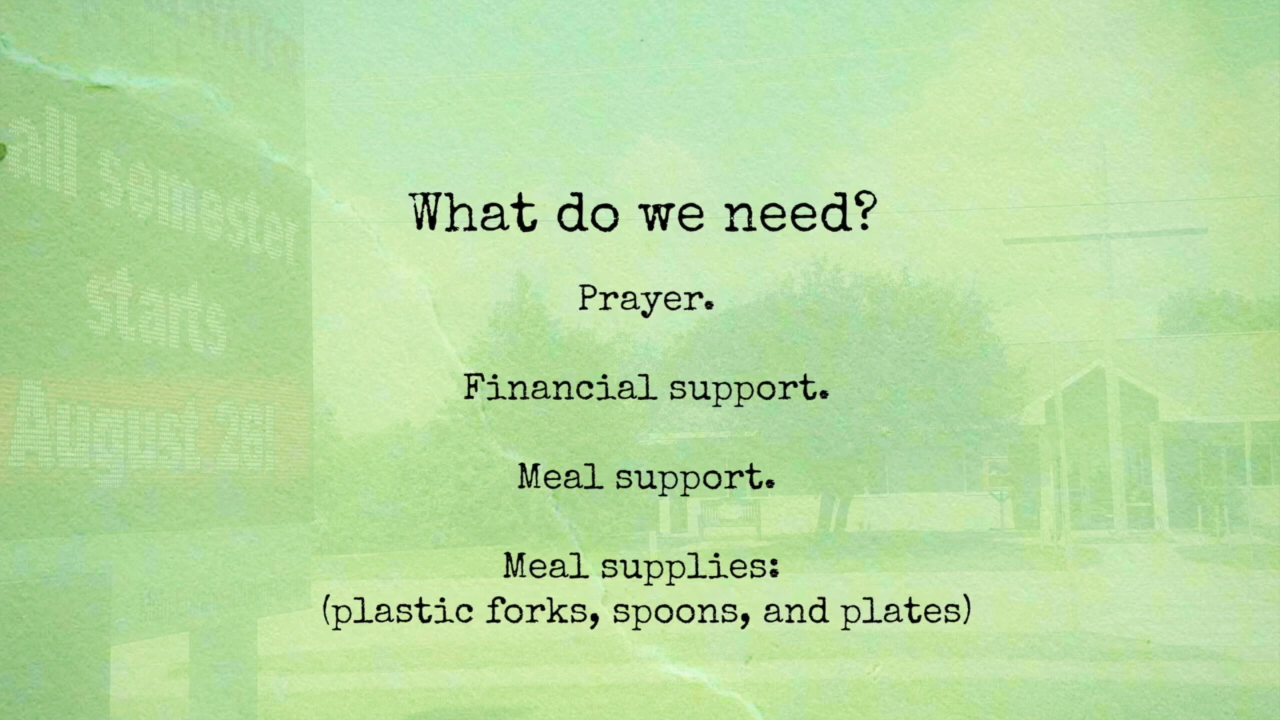 What do we need?
Prayer.
Financial support.
Meal support.
Meal supplies:
(plastic forks, spoons, and plates)
all semester
starts
August 28!